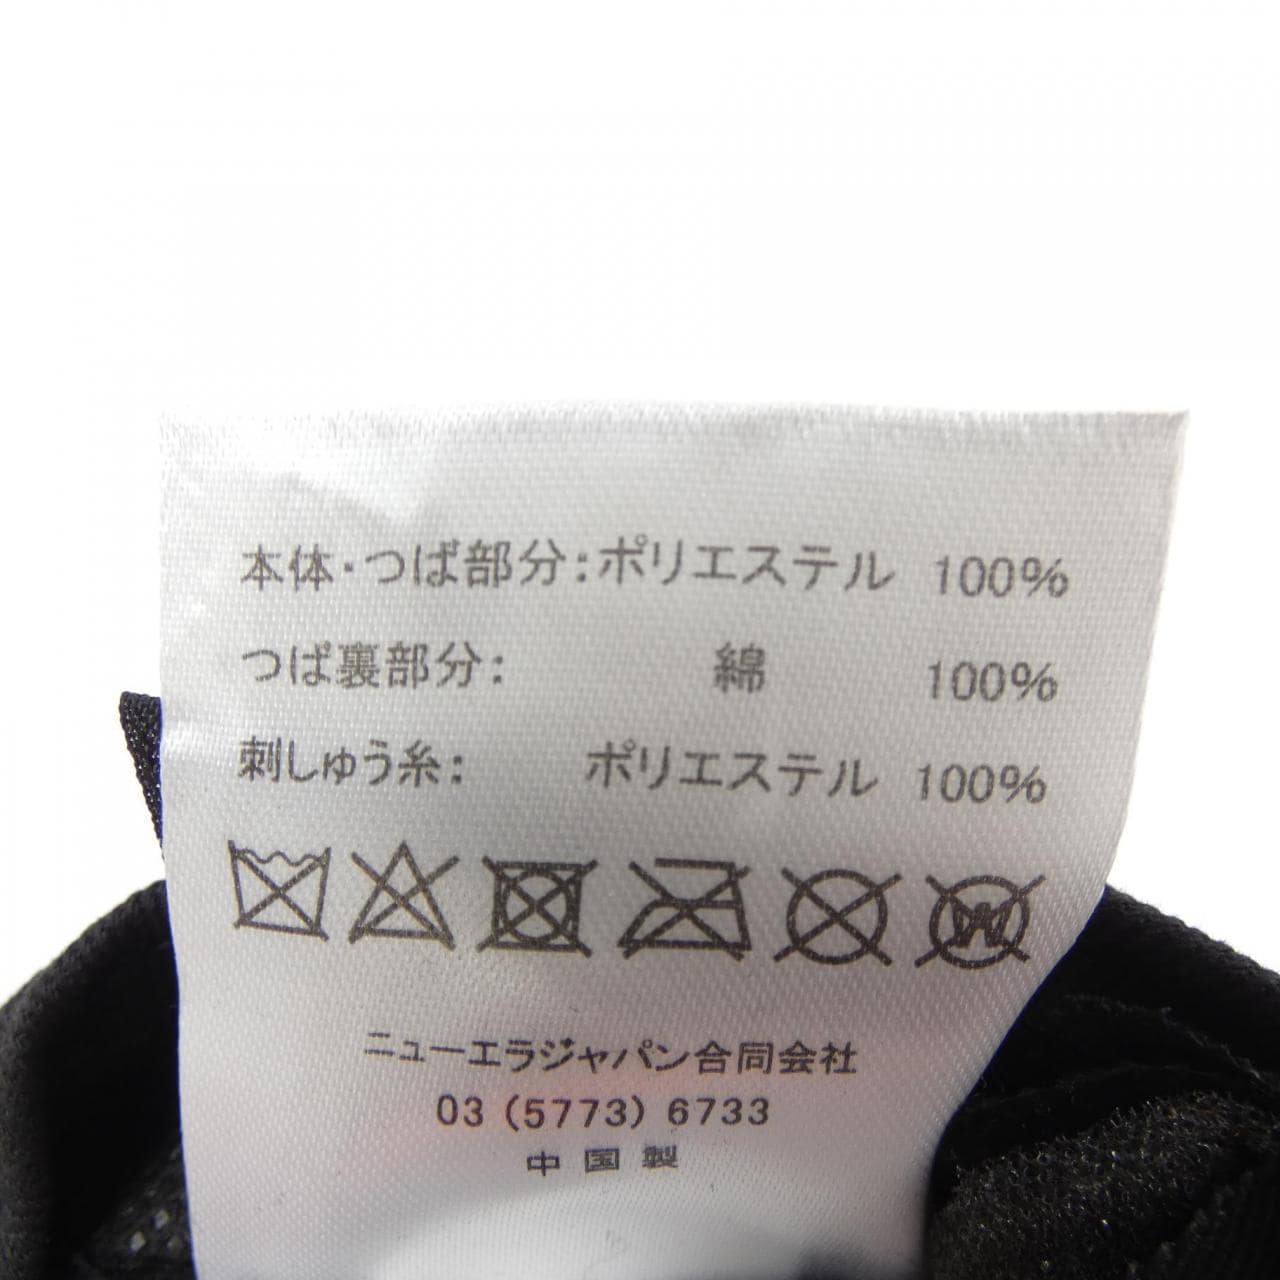 本体・つば部分:ポリエステル 100%
つば裏部分: 綿 100%
刺しゅう糸: ポリエステル 100%
W
ニューエラジャパン合同会社
03 (5773) 6733
中国製